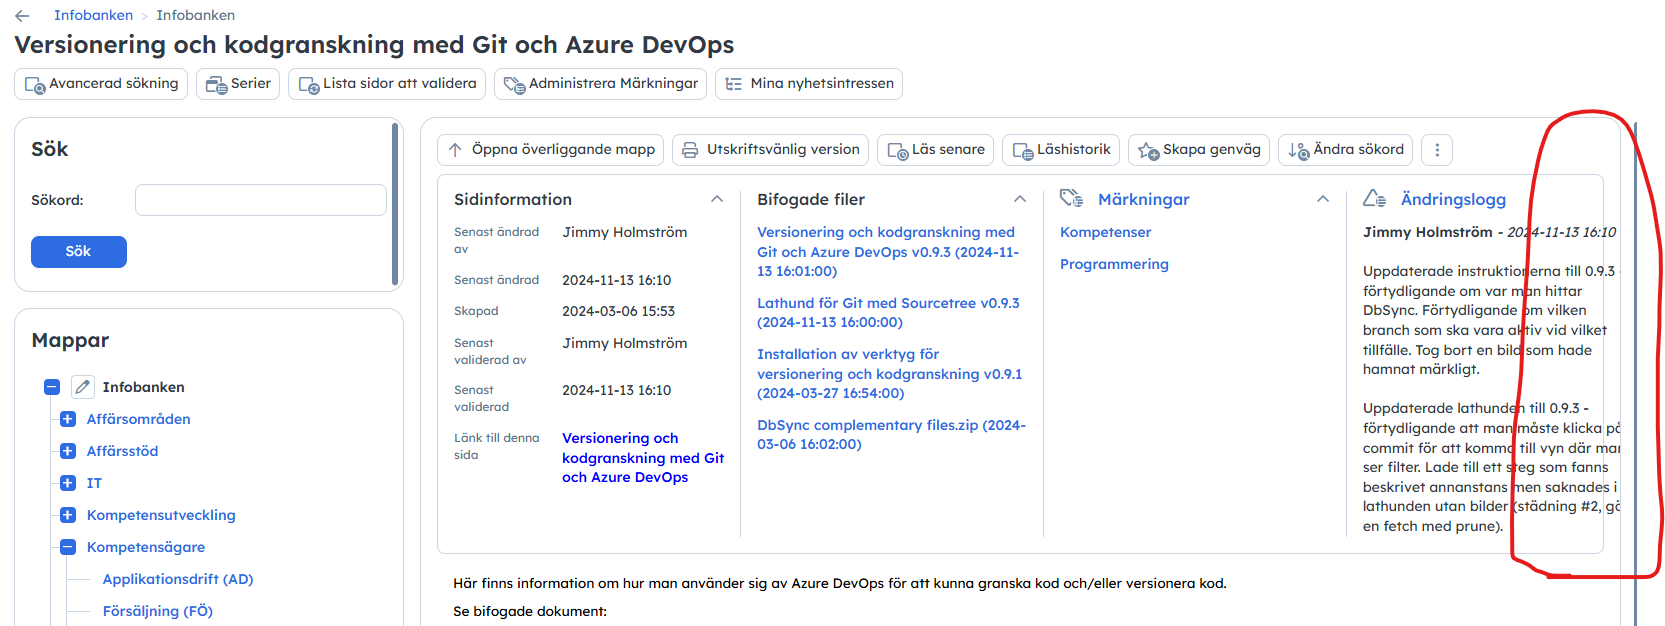 Infobanken > Infobanken
Versionering och kodgranskning med Git och Azure DevOps
Avancerad sökning
Serier
Lista sidor att validera
Administrera Märkningar
Mina nyhetsintressen
Sök
Sökord:
Sök
Mappar
Infobanken
Affärsområden
Affärsstöd
IT
Kompetensutveckling
Kompetensägare
Applikationsdrift (AD)
Försäljning (FÖ)
Öppna överliggande mapp
Utskriftsvänlig version
Läs senare
Läshistorik
Skapa genväg
Ändra sökord
Sidinformation
Senast ändrad
av
Jimmy Holmström
Senast ändrad
2024-11-13 16:10
Skapad
2024-03-06 15:53
Senast
validerad av
Jimmy Holmström
Senast
validerad
2024-11-13 16:10
Länk till denna
sida
Versionering och
kodgranskning med Git
och Azure DevOps
Bifogade filer
Versionering och kodgranskning med
Git och Azure DevOps v0.9.3 (2024-11-
13 16:01:00)
Lathund för Git med Sourcetree v0.9.3
(2024-11-13 16:00:00)
Installation av verktyg för
versionering och kodgranskning v0.9.1
(2024-03-27 16:54:00)
DbSync complementary files.zip (2024-
03-06 16:02:00)
Märkningar
Kompetenser
Programmering
Ändringslogg
Jimmy Holmström - 2024-11-13 16:10
Uppdaterade instruktionerna till 0.9.3 -
förtydligande om var man hittar
DbSync. Förtydligande om vilken
branch som ska vara aktiv vid vilket
tillfälle. Tog bort en bild som hade
hamnat märkligt.
Uppdaterade lathunden till 0.9.3 -
förtydligande att man måste klicka på
commit för att komma till vyn där man
ser filter. Lade till ett steg som fanns
beskrivet annanstans men saknades i
lathunden utan bilder (städning #2, gö
en fetch med prune).
Här finns information om hur man använder sig av Azure DevOps för att kunna granska kod och/eller versionera kod.
Se bifogade dokument: